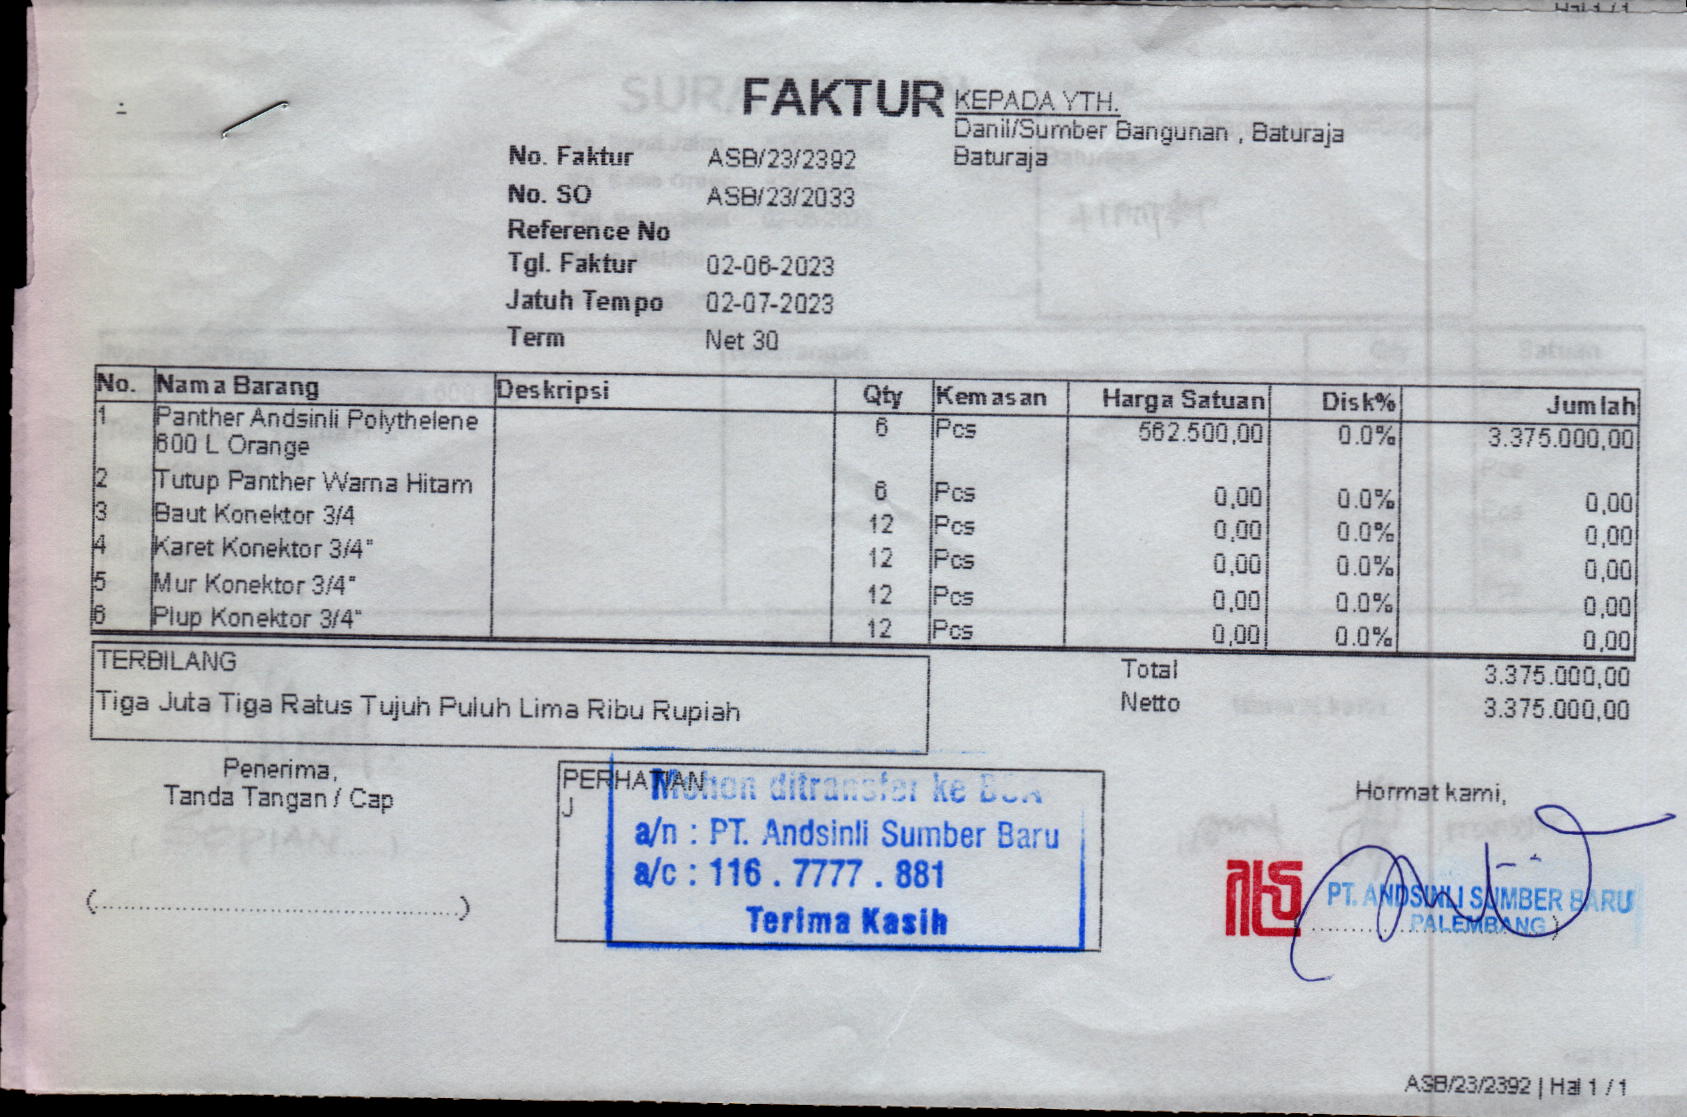 Hal 1 / 1
FAKTUR
KEPADA YTH.
Danil/Sumber Bangunan , Baturaja
Baturaja
No. Faktur ASB/23/2392
No. SO ASB/23/2033
Reference No
Tgl. Faktur 02-06-2023
Jatuh Tempo 02-07-2023
Term Net 30
No. Nama Barang Deskripsi Qty Kemasan Harga Satuan Disk% Jumlah
1 Panther Andsinli Polythelene 6 Pcs 562.500,00 0.0% 3.375.000,00
600 L Orange
2 Tutup Panther Warna Hitam 6 Pcs 0,00 0.0% 0,00
3 Baut Konektor 3/4 12 Pcs 0,00 0.0% 0,00
4 Karet Konektor 3/4" 12 Pcs 0,00 0.0% 0,00
5 Mur Konektor 3/4" 12 Pcs 0,00 0.0% 0,00
6 Plup Konektor 3/4" 12 Pcs 0,00 0.0% 0,00
TERBILANG
Tiga Juta Tiga Ratus Tujuh Puluh Lima Ribu Rupiah
Total 3.375.000,00
Netto 3.375.000,00
Penerima,
Tanda Tangan / Cap
(......................................................)
PERHATIAN
J
Mohon ditransfer ke BCA
a/n : PT. Andsinli Sumber Baru
a/c : 116 . 7777 . 881
Terima Kasih
Hormat kami,
PT. ANDSINLI SUMBER BARU
PALEMBANG
ASB/23/2392 | Hal 1 / 1